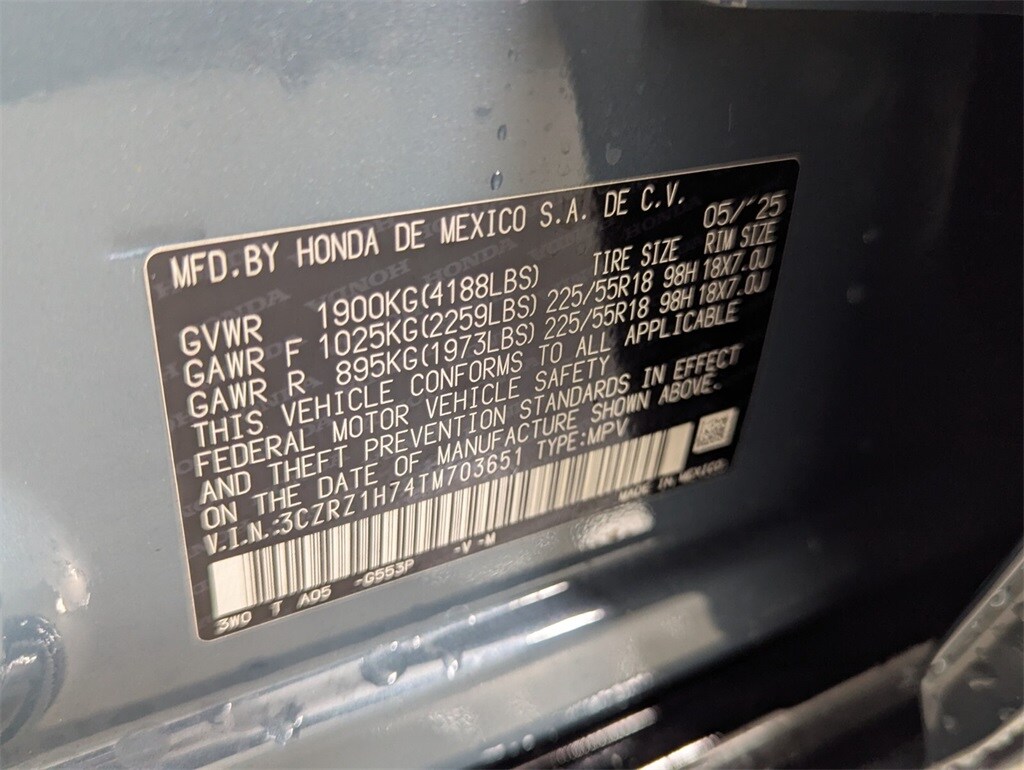 MFD.BY HONDA DE MEXICO S.A. DE C.V. 05/'25
GVWR 1900KG(4188LBS) TIRE SIZE RIM SIZE
GAWR F 1025KG(2259LBS) 225/55R18 98H 18X7.0J
GAWR R 895KG(1973LBS) 225/55R18 98H 18X7.0J
THIS VEHICLE CONFORMS TO ALL APPLICABLE
FEDERAL MOTOR VEHICLE SAFETY
AND THEFT PREVENTION STANDARDS IN EFFECT
ON THE DATE OF MANUFACTURE SHOWN ABOVE.
V.I.N.:3CZRZ1H74TM703651 TYPE:MPV
3WO T A05 -G553P -V -M MADE IN MEXICO.